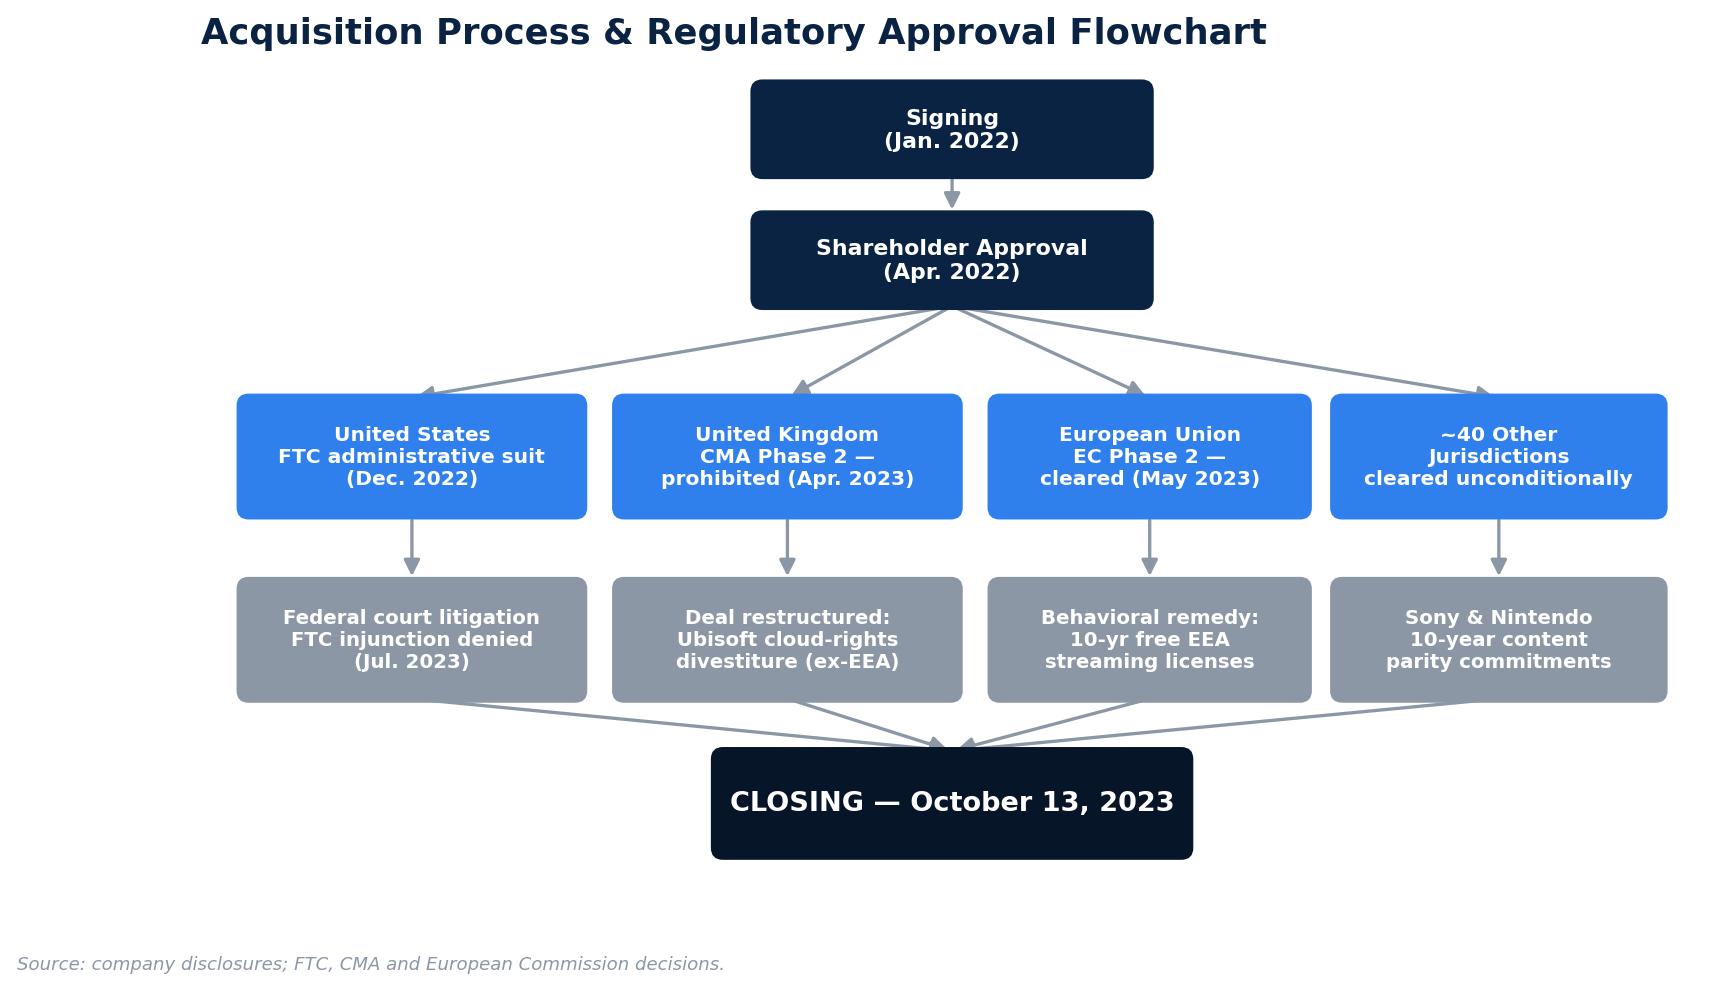 Acquisition Process & Regulatory Approval Flowchart
Signing
(Jan. 2022)
Shareholder Approval
(Apr. 2022)
United States
FTC administrative suit
(Dec. 2022)
United Kingdom
CMA Phase 2 —
prohibited (Apr. 2023)
European Union
EC Phase 2 —
cleared (May 2023)
~40 Other
Jurisdictions
cleared unconditionally
Federal court litigation
FTC injunction denied
(Jul. 2023)
Deal restructured:
Ubisoft cloud-rights
divestiture (ex-EEA)
Behavioral remedy:
10-yr free EEA
streaming licenses
Sony & Nintendo
10-year content
parity commitments
CLOSING — October 13, 2023
Source: company disclosures; FTC, CMA and European Commission decisions.